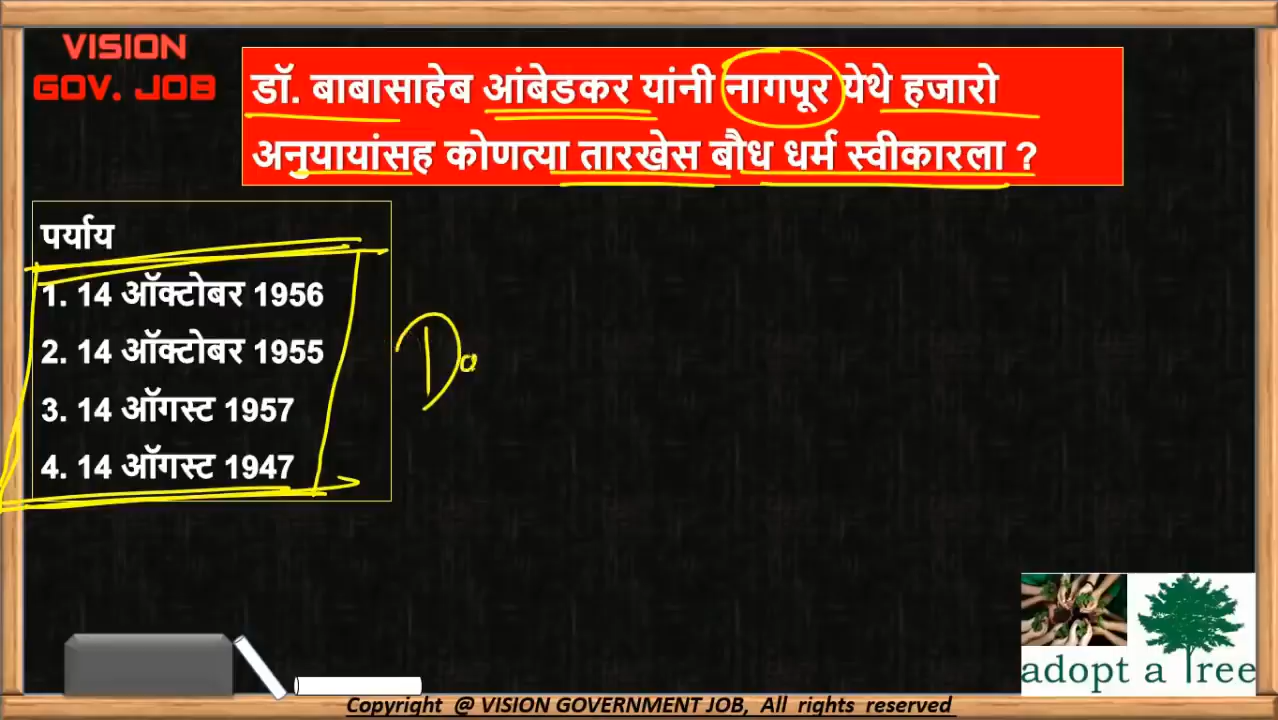 VISION
GOV. JOB
डॉ. बाबासाहेब आंबेडकर यांनी नागपूर येथे हजारो
अनुयायांसह कोणत्या तारखेस बौध धर्म स्वीकारला ?
पर्याय
1. 14 ऑक्टोबर 1956
2. 14 ऑक्टोबर 1955
3. 14 ऑगस्ट 1957
4. 14 ऑगस्ट 1947
Da
adopt a Tree
Copyright @ VISION GOVERNMENT JOB, All rights reserved